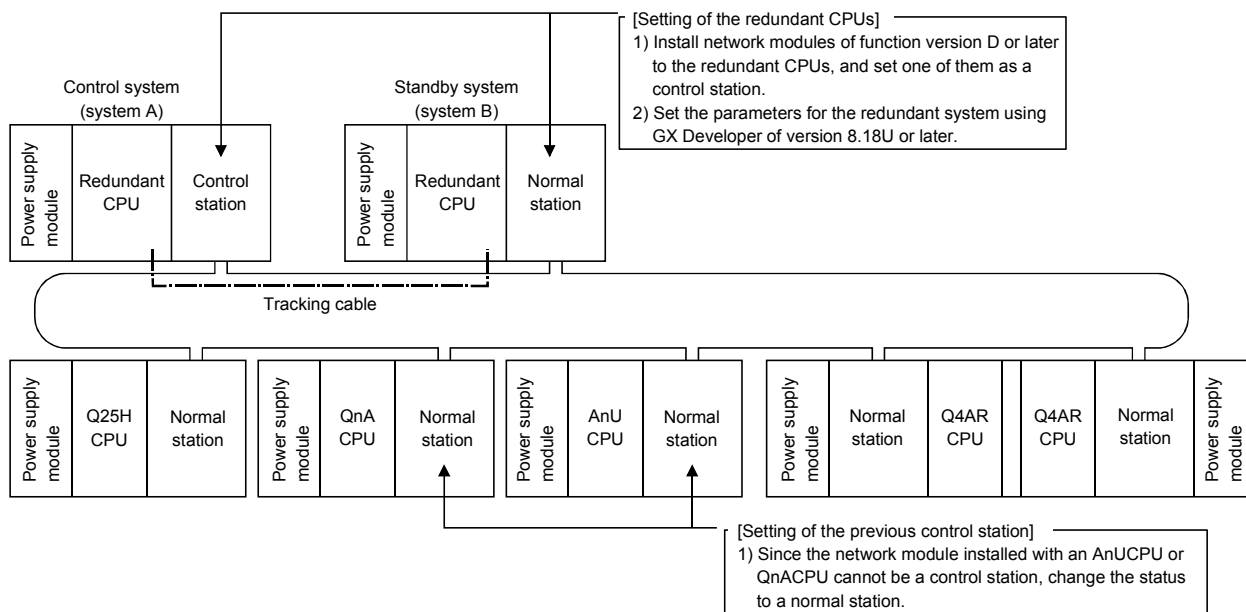 [Setting of the redundant CPUs]
1) Install network modules of function version D or later
to the redundant CPUs, and set one of them as a
control station.
2) Set the parameters for the redundant system using
GX Developer of version 8.18U or later.
Control system
(system A)
Standby system
(system B)
Power supply
module
Redundant
CPU
Control
station
Power supply
module
Redundant
CPU
Normal
station
Tracking cable
Power supply
module
Q25H
CPU
Normal
station
Power supply
module
QnA
CPU
Normal
station
Power supply
module
AnU
CPU
Normal
station
Power supply
module
Normal
station
Q4AR
CPU
Q4AR
CPU
Normal
station
Power supply
module
[Setting of the previous control station]
1) Since the network module installed with an AnUCPU or
QnACPU cannot be a control station, change the status
to a normal station.